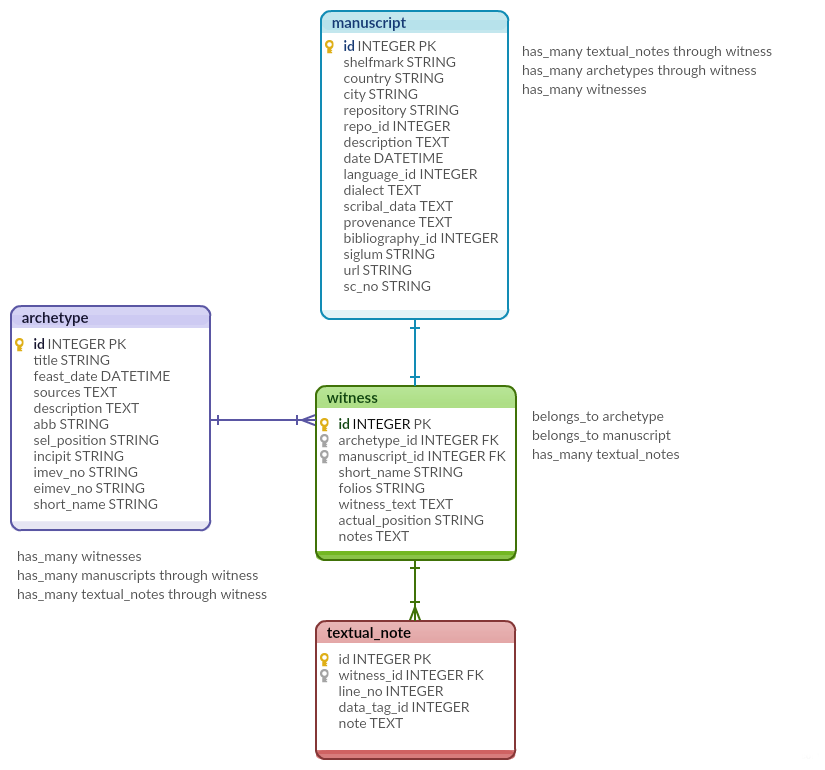 manuscript
id INTEGER PK
shelfmark STRING
country STRING
city STRING
repository STRING
repo_id INTEGER
description TEXT
date DATETIME
language_id INTEGER
dialect TEXT
scribal_data TEXT
provenance TEXT
bibliography_id INTEGER
siglum STRING
url STRING
sc_no STRING
has_many textual_notes through witness
has_many archetypes through witness
has_many witnesses
archetype
id INTEGER PK
title STRING
feast_date DATETIME
sources TEXT
description TEXT
abb STRING
sel_position STRING
incipit STRING
imev_no STRING
eimev_no STRING
short_name STRING
has_many witnesses
has_many manuscripts through witness
has_many textual_notes through witness
witness
id INTEGER PK
archetype_id INTEGER FK
manuscript_id INTEGER FK
short_name STRING
folios STRING
witness_text TEXT
actual_position STRING
notes TEXT
belongs_to archetype
belongs_to manuscript
has_many textual_notes
textual_note
id INTEGER PK
witness_id INTEGER FK
line_no INTEGER
data_tag_id INTEGER
note TEXT